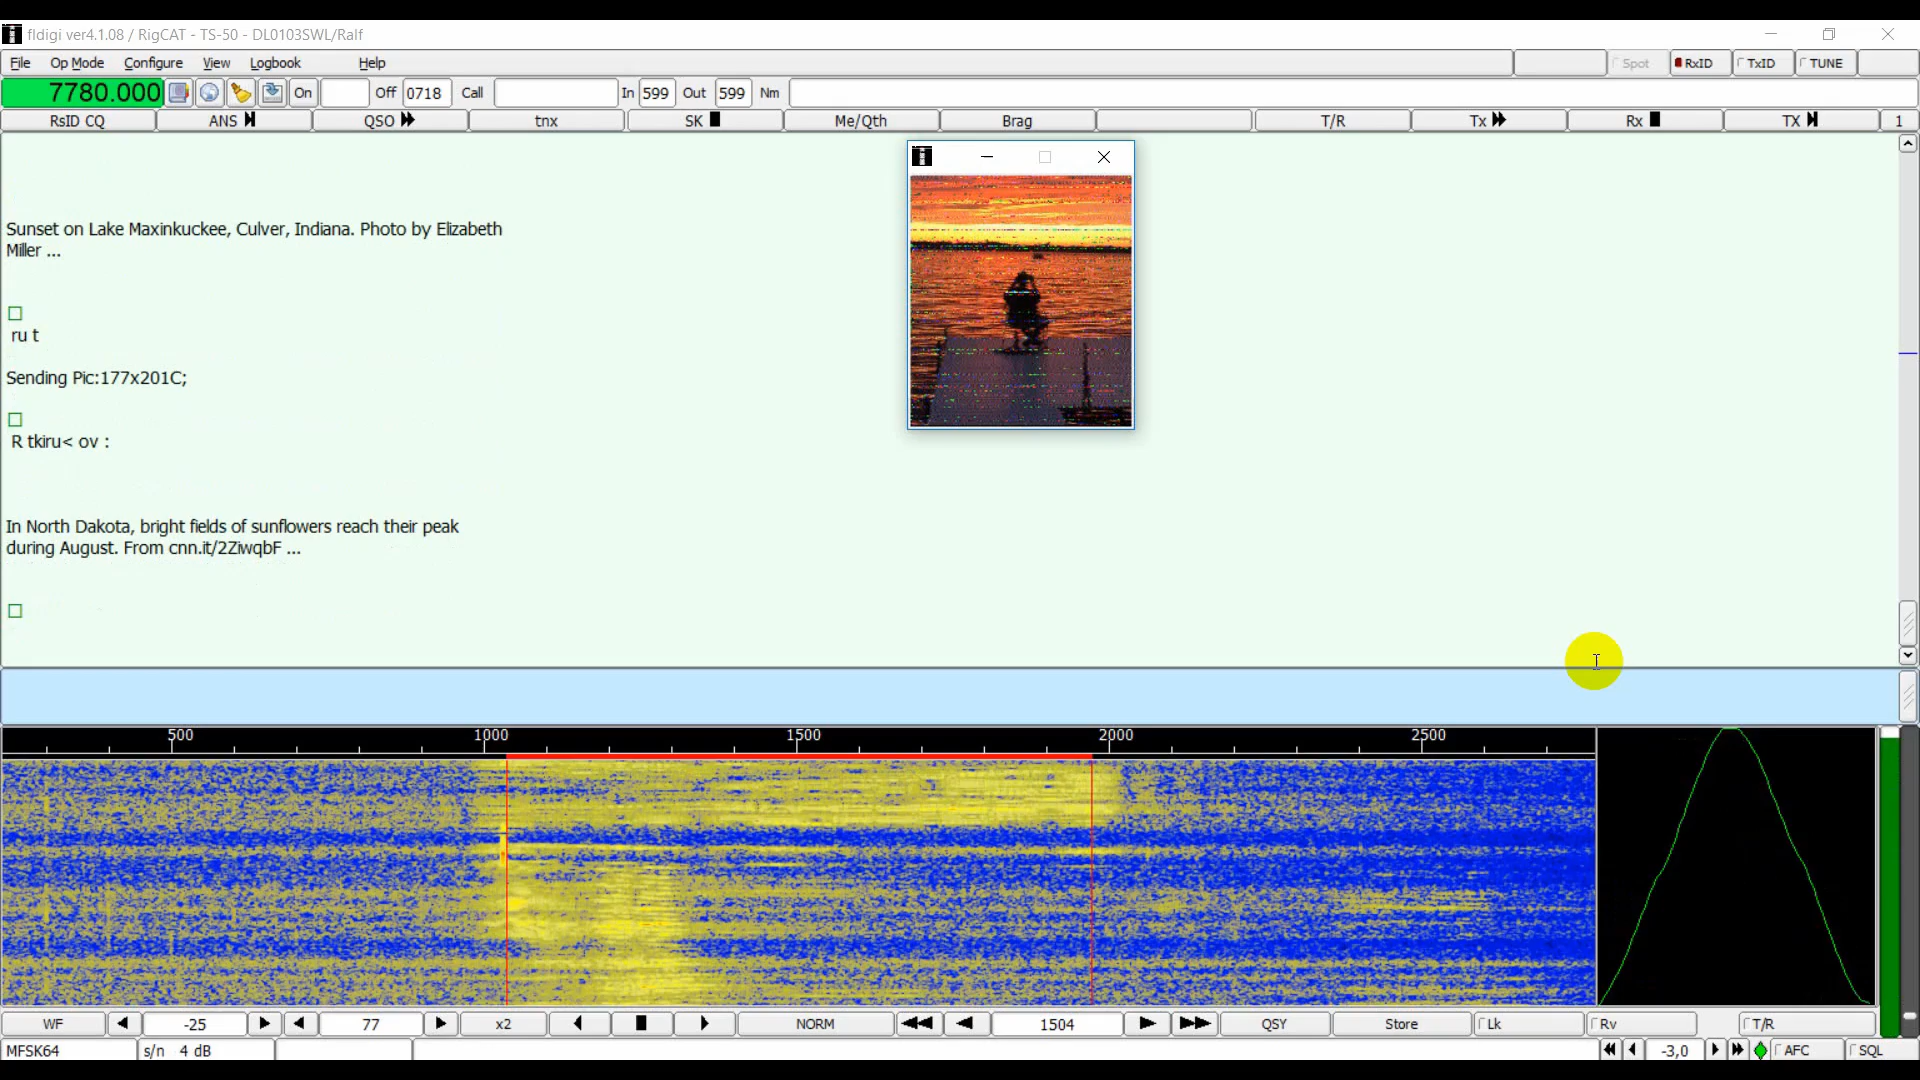 fldigi ver4.1.08 / RigCAT - TS-50 - DL0103SWL/Ralf
File Op Mode Configure View Logbook Help Spot RxID TxID TUNE
7780.000 On Off 0718 Call In 599 Out 599 Nm
RsID CQ ANS QSO tnx SK Me/Qth Brag T/R Tx Rx TX 1
Sunset on Lake Maxinkuckee, Culver, Indiana. Photo by Elizabeth
Miller ...
ru t
Sending Pic:177x201C;
R tkiru< ov :
In North Dakota, bright fields of sunflowers reach their peak
during August. From cnn.it/2ZiwqbF ...
500 1000 1500 2000 2500
WF -25 77 x2 NORM 1504 QSY Store Lk Rv T/R
MFSK64 s/n 4 dB -3,0 AFC SQL